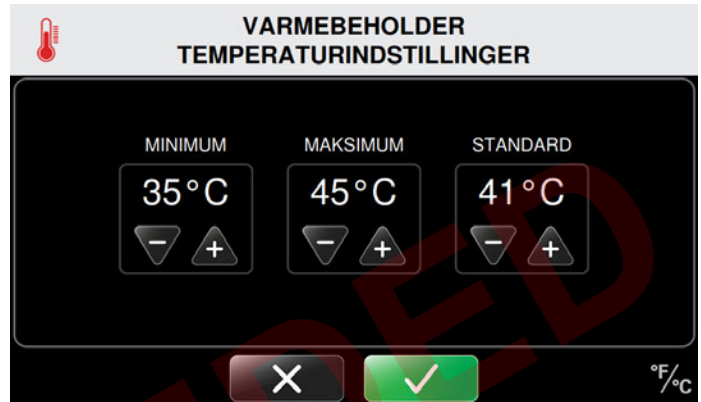 VARMEBEHOLDER
TEMPERATURINDSTILLINGER
MINIMUM MAKSIMUM STANDARD
35°C 45°C 41°C
− + − + − +
°F/°C